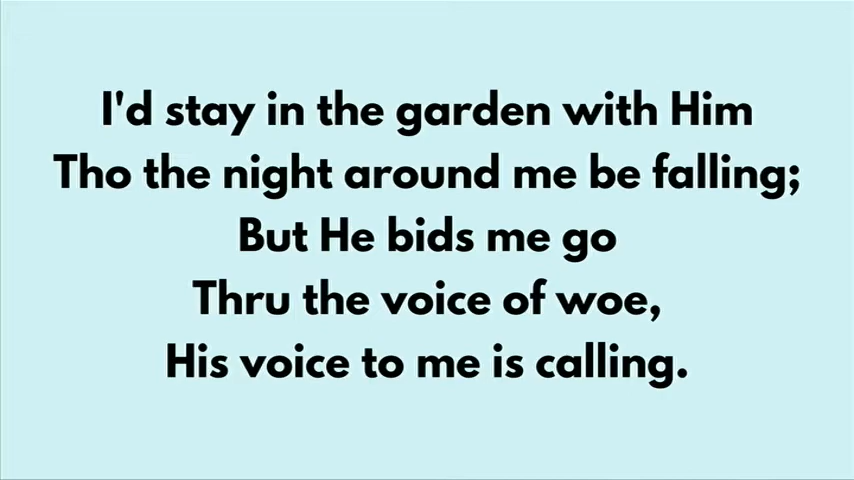 I'd stay in the garden with Him
Tho the night around me be falling;
But He bids me go
Thru the voice of woe,
His voice to me is calling.